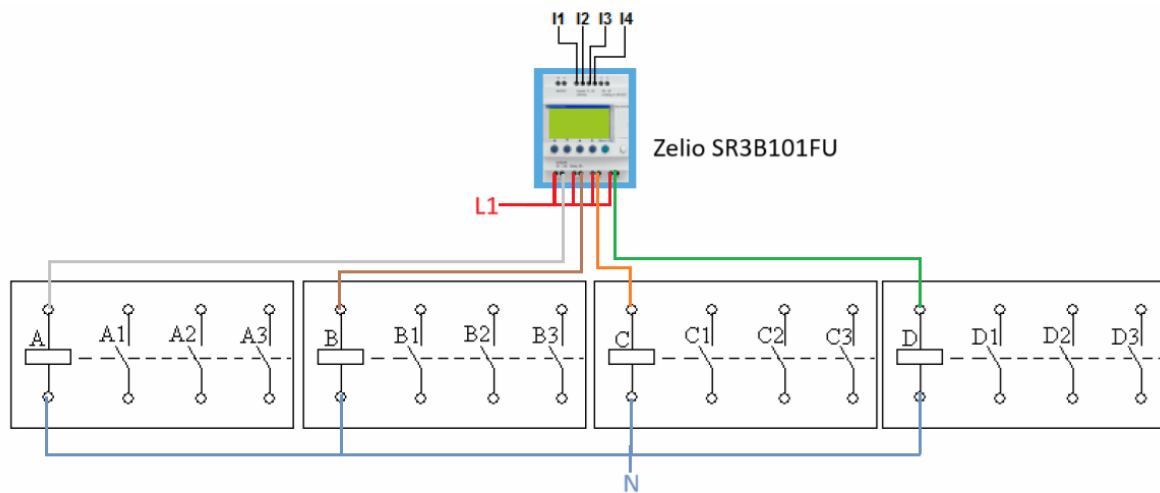 I1 I2 I3 I4
Zelio SR3B101FU
L1
A A1 A2 A3 B B1 B2 B3 C C1 C2 C3 D D1 D2 D3
N